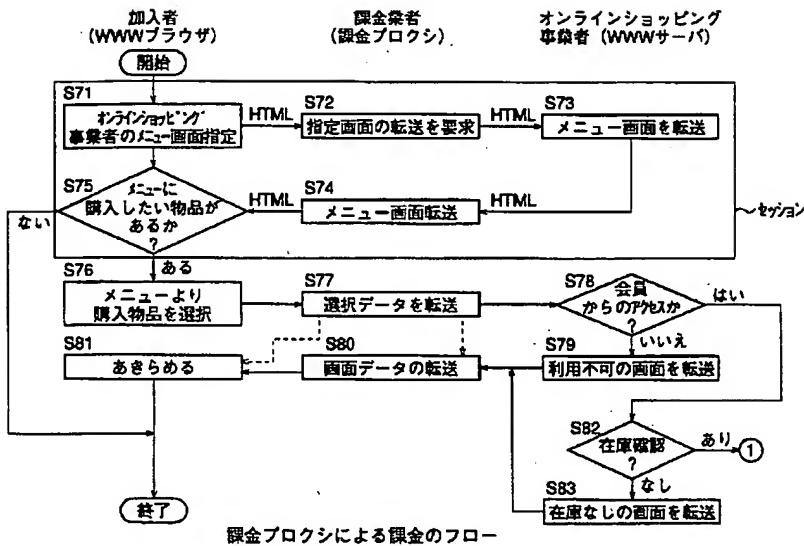 加入者
(WWWブラウザ)
課金業者
(課金プロクシ)
オンラインショッピング
事業者(WWWサーバ)
開始
S71
オンラインショッピング
事業者のメニュー画面指定
HTML
S72
指定画面の転送を要求
HTML
S73
メニュー画面を転送
S75
メニューに
購入したい物品が
あるか
?
ない
ある
HTML
S74
メニュー画面転送
HTML
セッション
S76
メニューより
購入物品を選択
S77
選択データを転送
S78
会員
からのアクセスか
?
はい
いいえ
S81
あきらめる
S80
画面データの転送
S79
利用不可の画面を転送
S82
在庫確認
?
あり
1
なし
S83
在庫なしの画面を転送
終了
課金プロクシによる課金のフロー